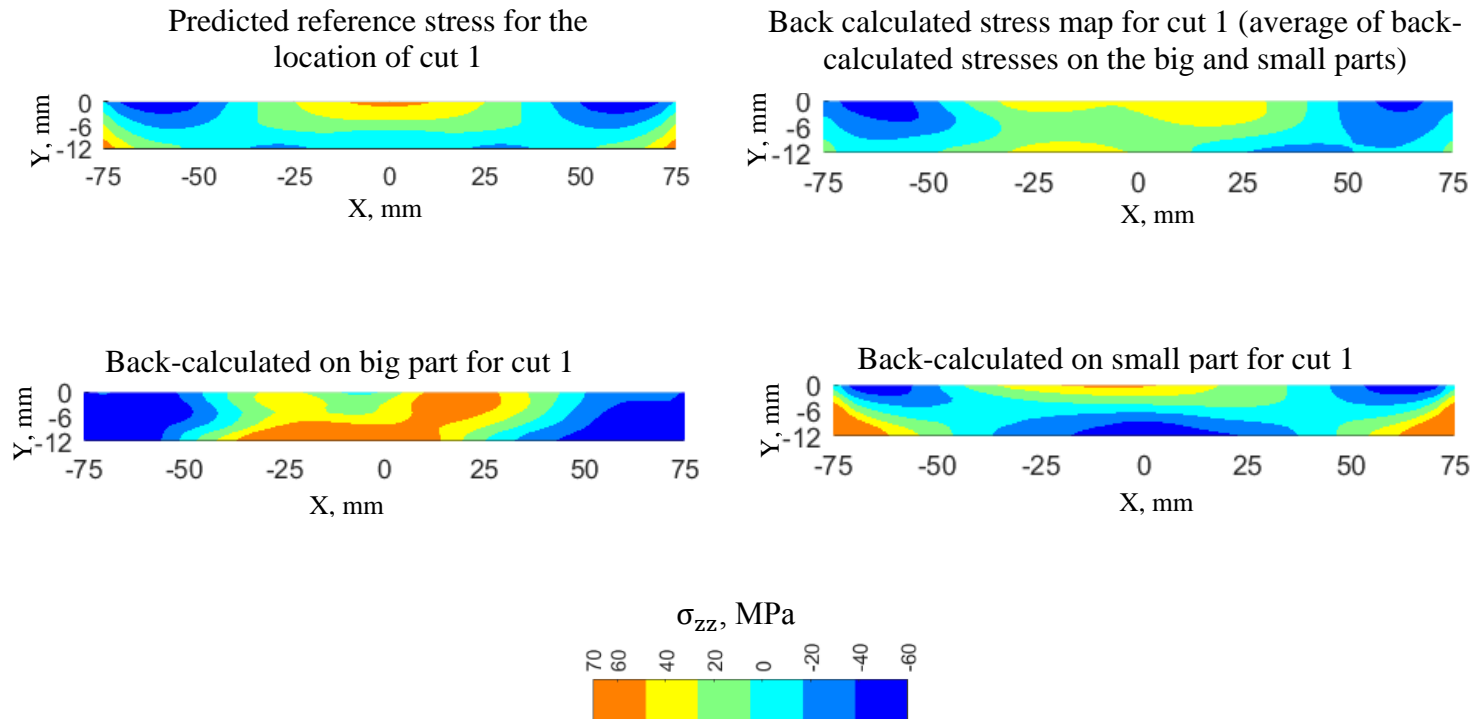 Predicted reference stress for the
location of cut 1
0
-6
-12
Y, mm
-75 -50 -25 0 25 50 75
X, mm
Back calculated stress map for cut 1 (average of back-
calculated stresses on the big and small parts)
0
-6
-12
Y, mm
-75 -50 -25 0 25 50 75
X, mm
Back-calculated on big part for cut 1
0
-6
-12
Y, mm
-75 -50 -25 0 25 50 75
X, mm
Back-calculated on small part for cut 1
0
-6
-12
Y, mm
-75 -50 -25 0 25 50 75
X, mm
σzz, MPa
70 60 40 20 0 -20 -40 -60